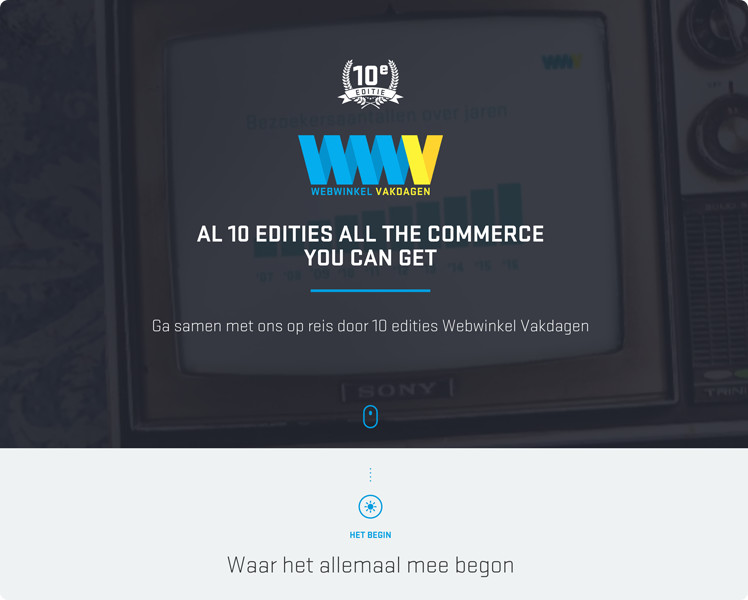 10e
EDITIE
WEBWINKEL VAKDAGEN
AL 10 EDITIES ALL THE COMMERCE
YOU CAN GET
Ga samen met ons op reis door 10 edities Webwinkel Vakdagen
SONY
HET BEGIN
Waar het allemaal mee begon